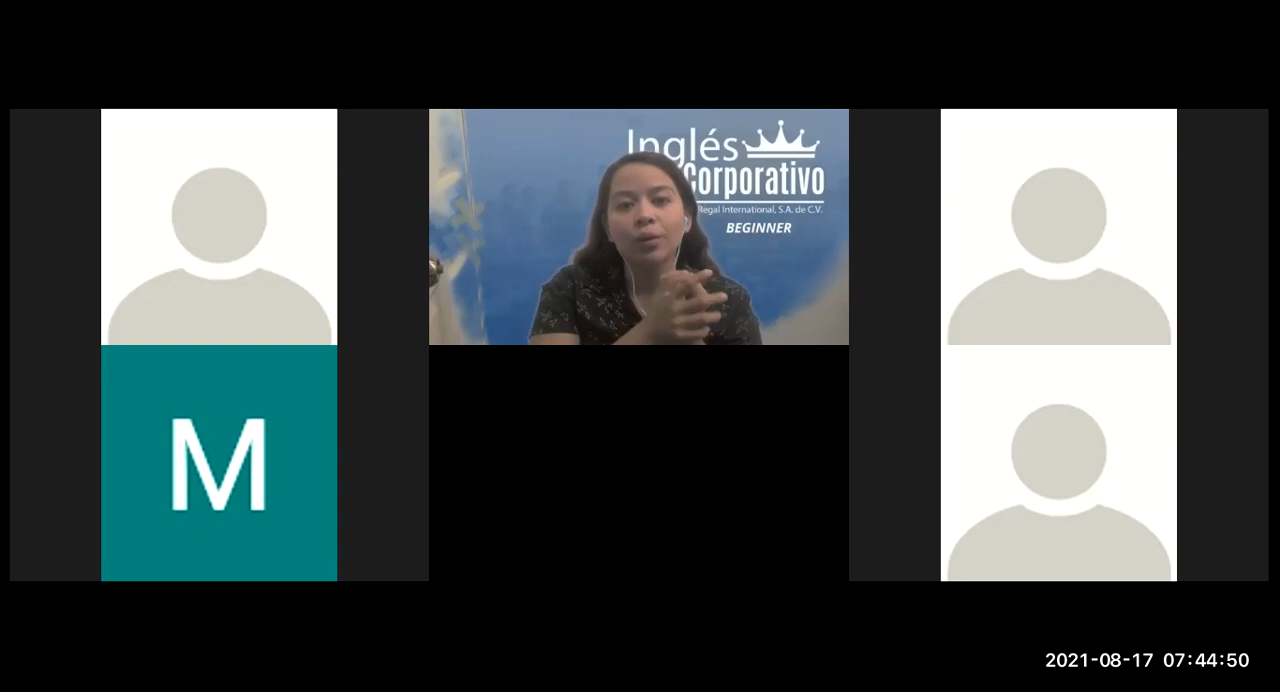 Inglés
Corporativo
Regal International, S.A. de C.V.
BEGINNER
M
2021-08-17 07:44:50